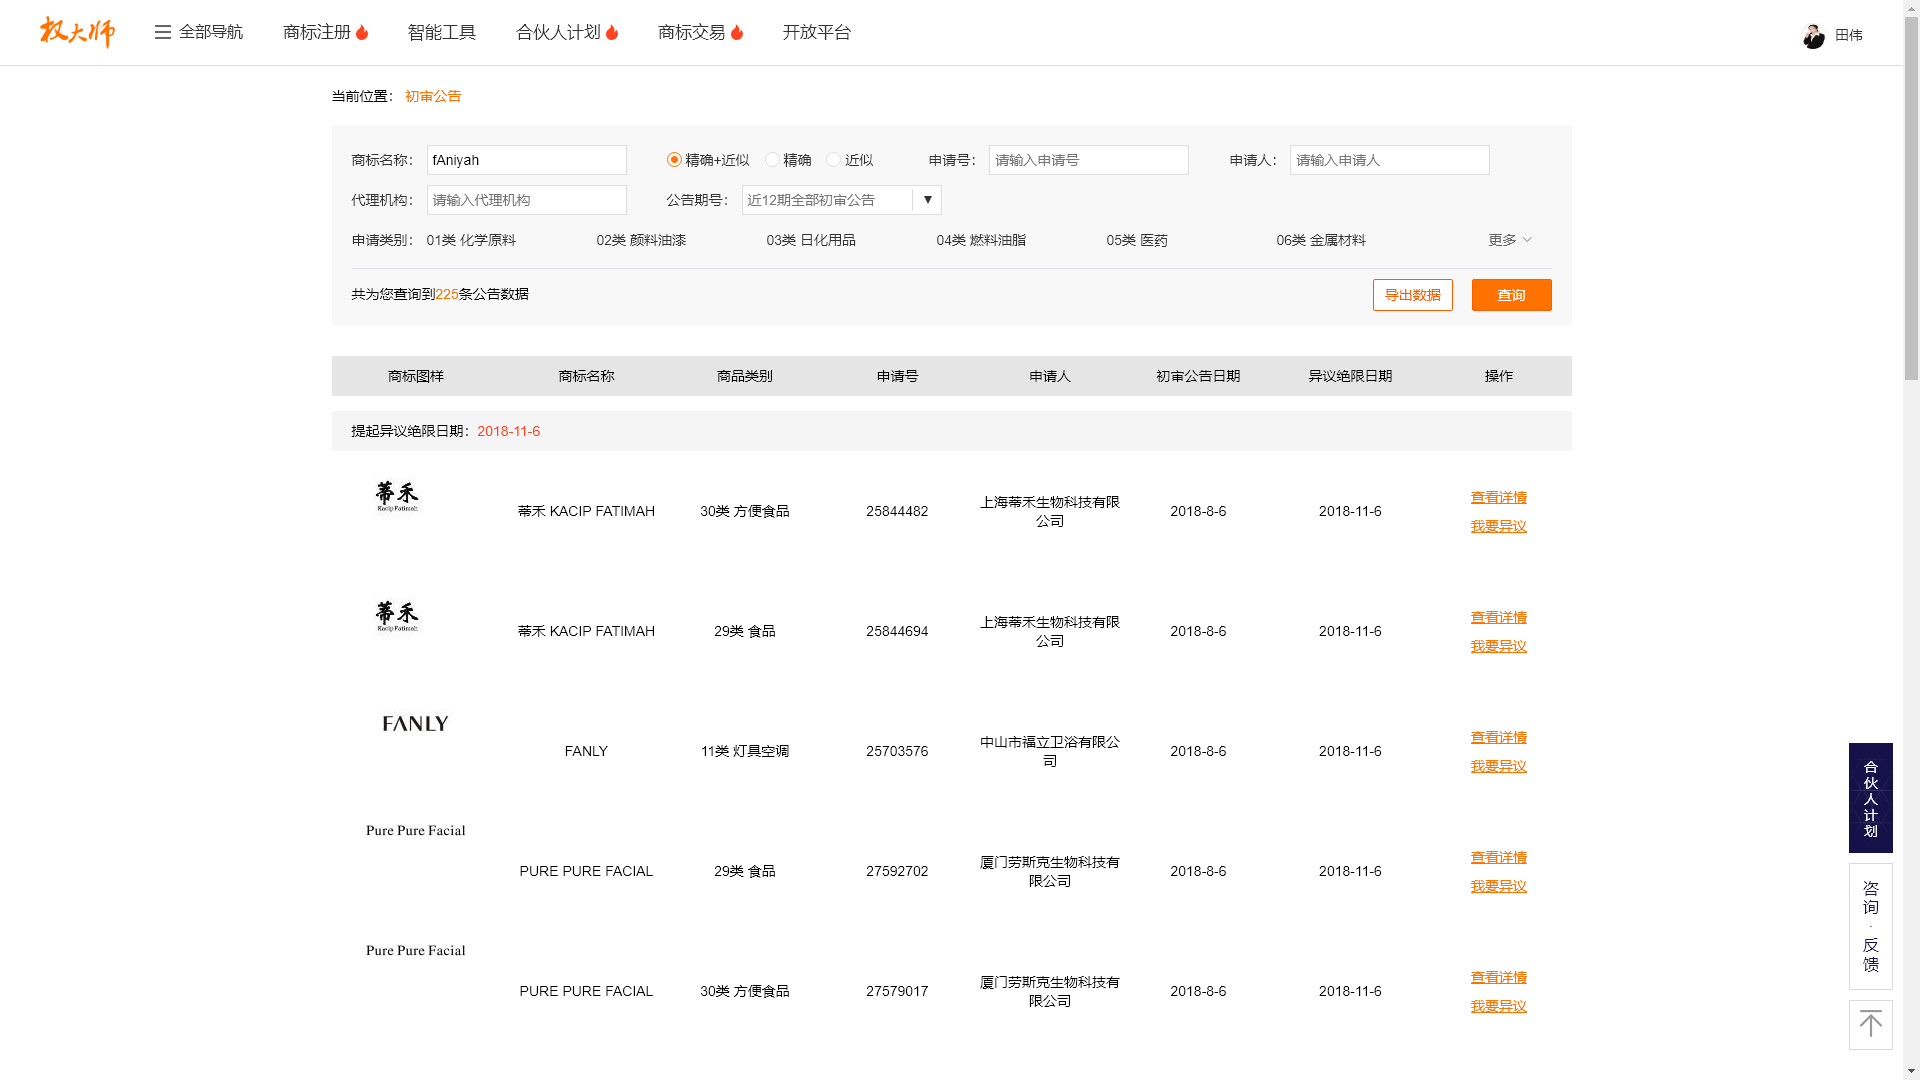 权大师 全部导航 商标注册 智能工具 合伙人计划 商标交易 开放平台 田伟
当前位置： 初审公告
商标名称： fAniyah 精确+近似 精确 近似 申请号： 请输入申请号 申请人： 请输入申请人
代理机构： 请输入代理机构 公告期号： 近12期全部初审公告 ▼
申请类别： 01类 化学原料 02类 颜料油漆 03类 日化用品 04类 燃料油脂 05类 医药 06类 金属材料 更多
共为您查询到225条公告数据 导出数据 查询
商标图样 商标名称 商品类别 申请号 申请人 初审公告日期 异议绝限日期 操作
提起异议绝限日期：2018-11-6
蒂禾
Kacip Fatimah
蒂禾 KACIP FATIMAH 30类 方便食品 25844482 上海蒂禾生物科技有限
公司
2018-8-6 2018-11-6 查看详情
我要异议
蒂禾
Kacip Fatimah
蒂禾 KACIP FATIMAH 29类 食品 25844694 上海蒂禾生物科技有限
公司
2018-8-6 2018-11-6 查看详情
我要异议
FANLY
FANLY 11类 灯具空调 25703576 中山市福立卫浴有限公
司
2018-8-6 2018-11-6 查看详情
我要异议
Pure Pure Facial
PURE PURE FACIAL 29类 食品 27592702 厦门劳斯克生物科技有
限公司
2018-8-6 2018-11-6 查看详情
我要异议
Pure Pure Facial
PURE PURE FACIAL 30类 方便食品 27579017 厦门劳斯克生物科技有
限公司
2018-8-6 2018-11-6 查看详情
我要异议
合伙人计划
咨询·反馈